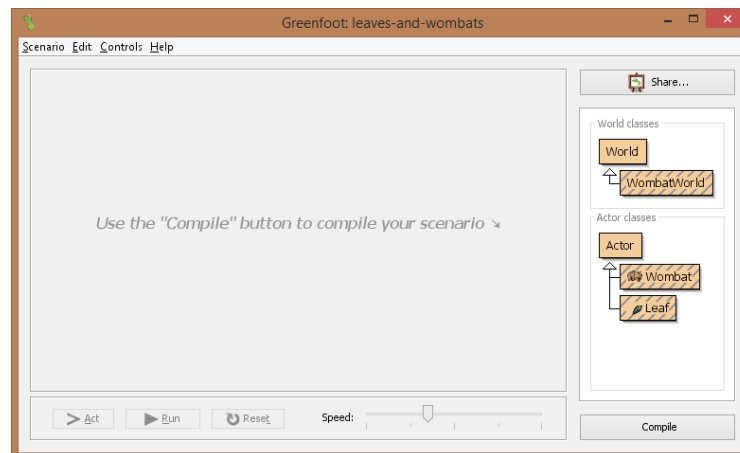 Greenfoot: leaves-and-wombats
Scenario Edit Controls Help
Share...
World classes
World
WombatWorld
Use the "Compile" button to compile your scenario ↘
Actor classes
Actor
Wombat
Leaf
Act
Run
Reset
Speed:
Compile